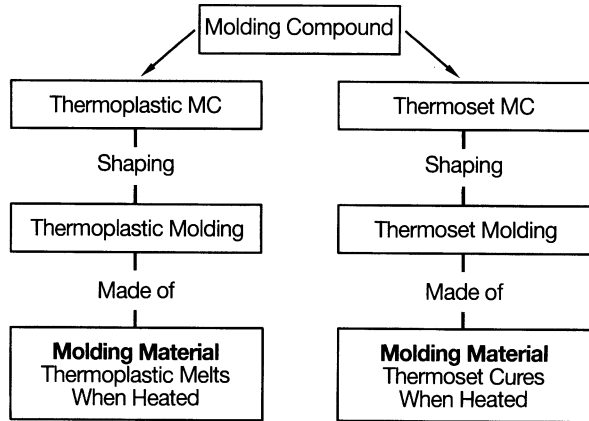 Molding Compound
Thermoplastic MC
Thermoset MC
Shaping
Shaping
Thermoplastic Molding
Thermoset Molding
Made of
Made of
Molding Material
Thermoplastic Melts
When Heated
Molding Material
Thermoset Cures
When Heated